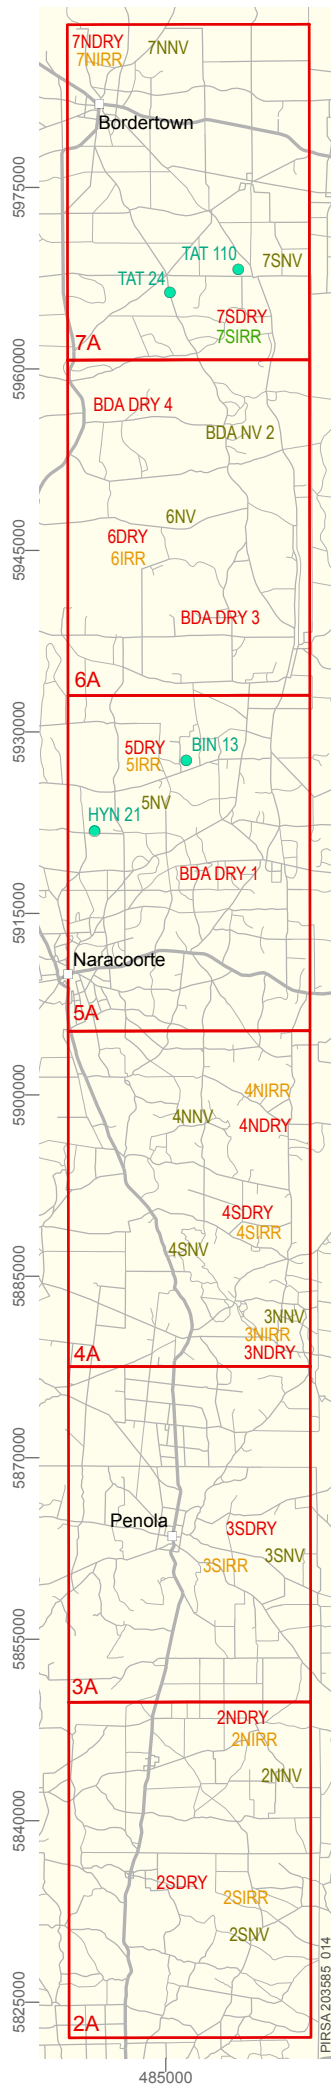 7NDRY
7NNV
7NIRR
Bordertown
5975000
TAT 110
7SNV
TAT 24
7SDRY
7SIRR
7A
5960000
BDA DRY 4
BDA NV 2
6NV
6DRY
5945000
6IRR
BDA DRY 3
6A
5930000
5DRY
BIN 13
5IRR
5NV
HYN 21
BDA DRY 1
5915000
Naracoorte
5A
5900000
4NIRR
4NNV
4NDRY
4SDRY
4SIRR
4SNV
5885000
3NNV
3NIRR
3NDRY
4A
5870000
Penola
3SDRY
3SNV
3SIRR
5855000
3A
2NDRY
2NIRR
2NNV
5840000
2SDRY
2SIRR
2SNV
5825000
2A
PIRSA 203585_014
485000